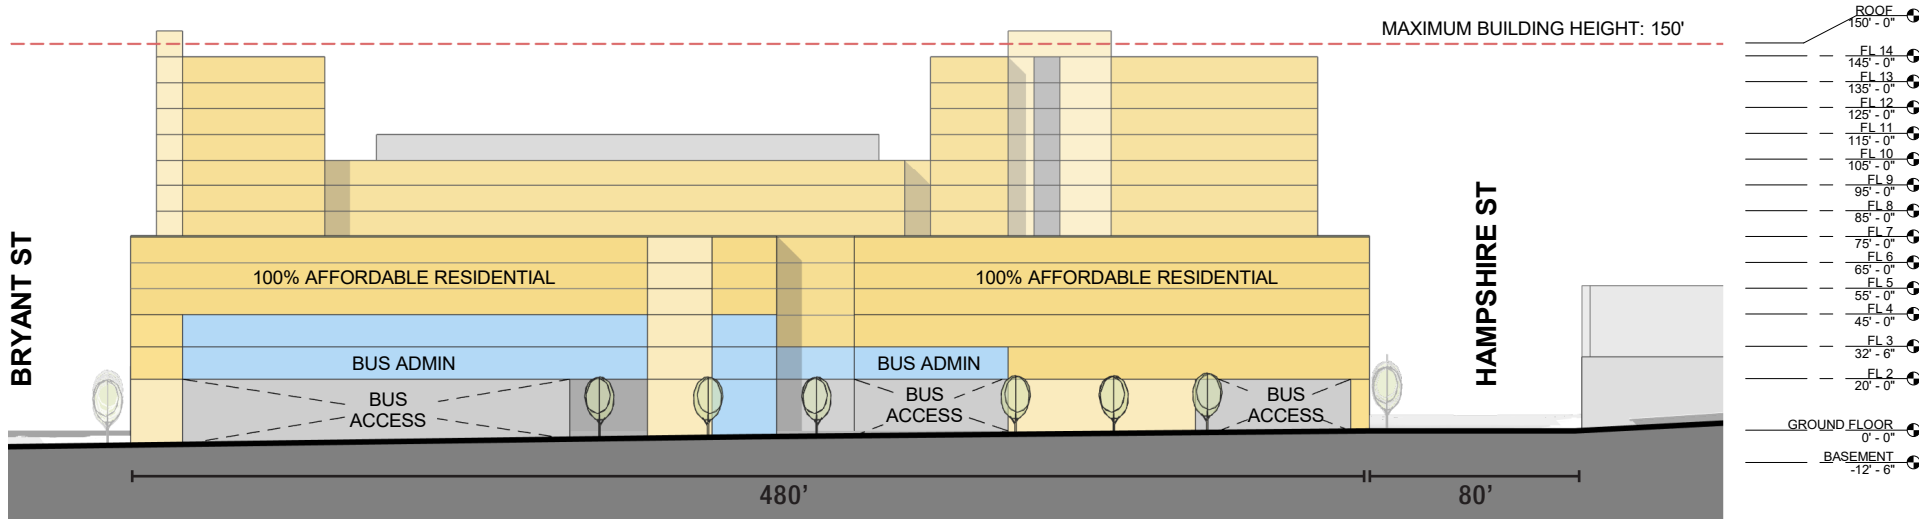 MAXIMUM BUILDING HEIGHT: 150'
ROOF
150' - 0"
FL 14
145' - 0"
FL 13
135' - 0"
FL 12
125' - 0"
FL 11
115' - 0"
FL 10
105' - 0"
FL 9
95' - 0"
FL 8
85' - 0"
FL 7
75' - 0"
FL 6
65' - 0"
FL 5
55' - 0"
FL 4
45' - 0"
FL 3
32' - 6"
FL 2
20' - 0"
GROUND FLOOR
0' - 0"
BASEMENT
-12' - 6"
BRYANT ST
100% AFFORDABLE RESIDENTIAL
100% AFFORDABLE RESIDENTIAL
HAMPSHIRE ST
BUS ADMIN
BUS ADMIN
BUS
ACCESS
BUS
ACCESS
BUS
ACCESS
480’
80’